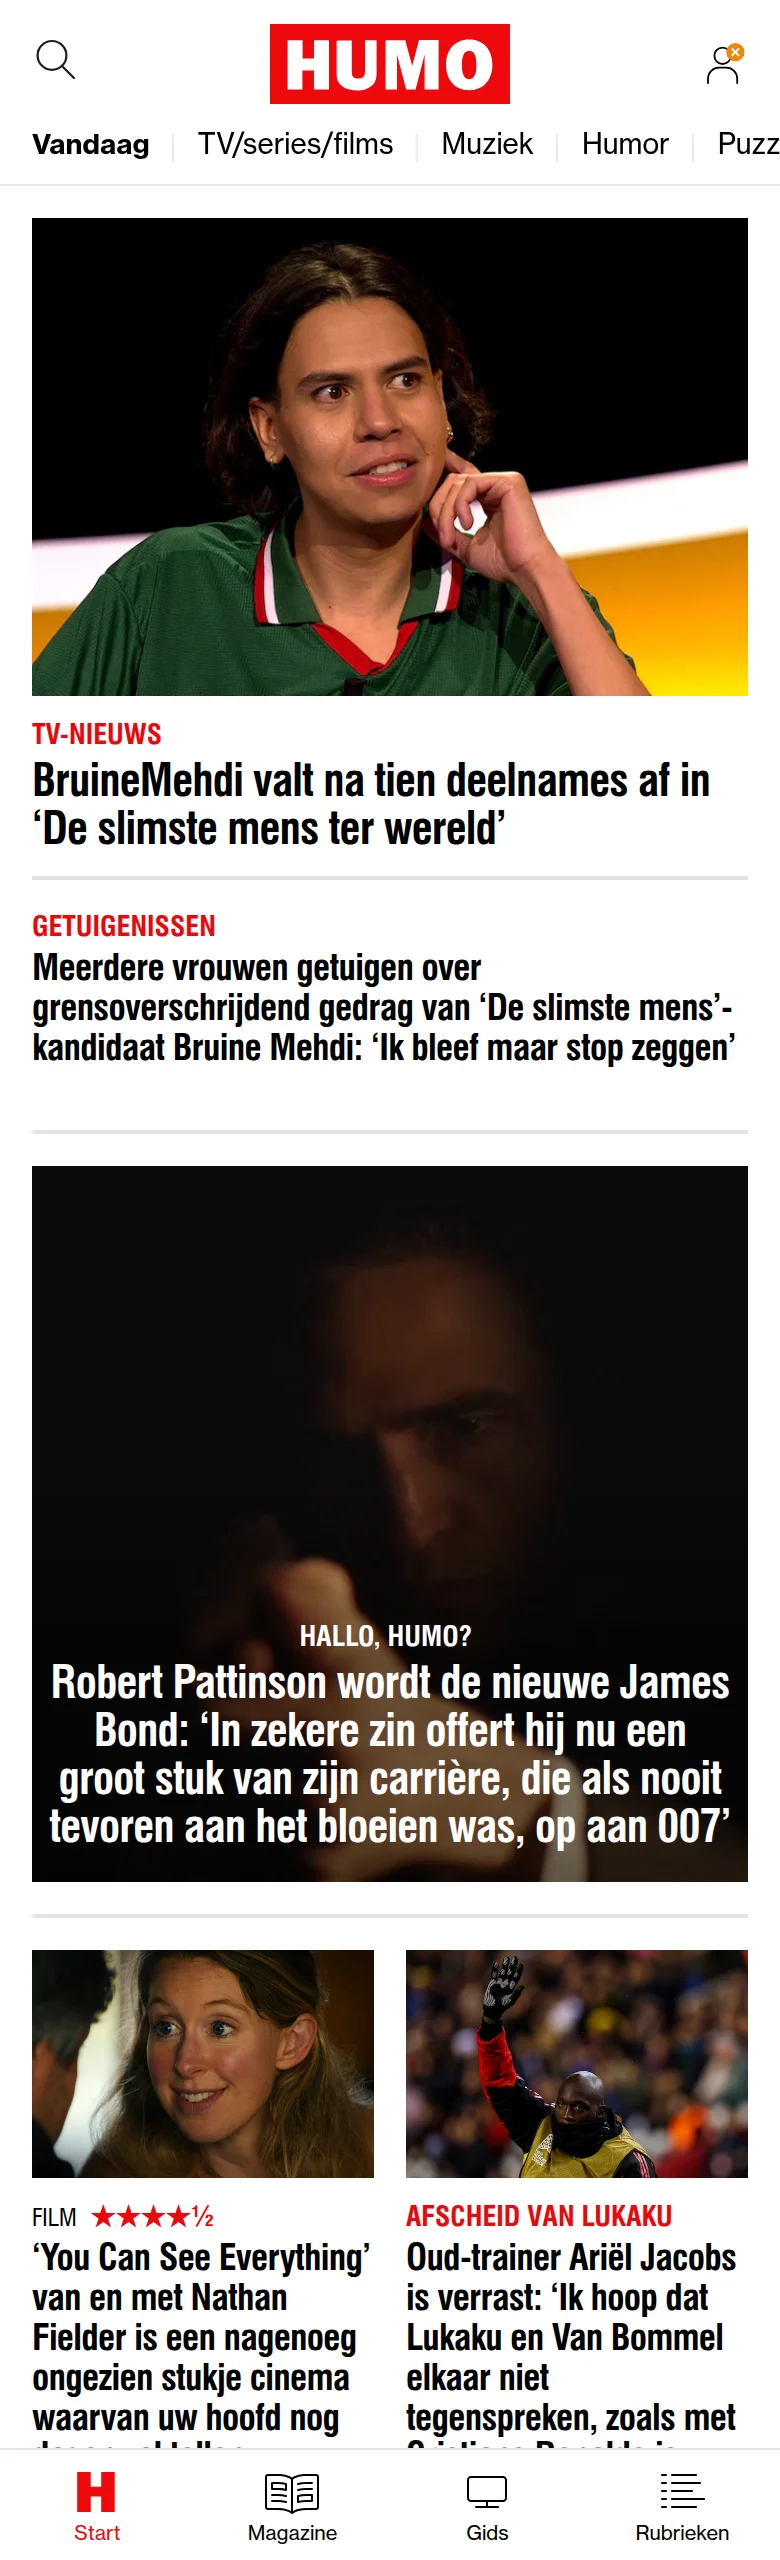 HUMO
Vandaag
TV/series/films
Muziek
Humor
Puzz
TV-NIEUWS
BruineMehdi valt na tien deelnames af in
‘De slimste mens ter wereld’
GETUIGENISSEN
Meerdere vrouwen getuigen over
grensoverschrijdend gedrag van ‘De slimste mens’-
kandidaat Bruine Mehdi: ‘Ik bleef maar stop zeggen’
HALLO, HUMO?
Robert Pattinson wordt de nieuwe James
Bond: ‘In zekere zin offert hij nu een
groot stuk van zijn carrière, die als nooit
tevoren aan het bloeien was, op aan 007’
FILM ★★★★½
‘You Can See Everything’
van en met Nathan
Fielder is een nagenoeg
ongezien stukje cinema
waarvan uw hoofd nog
AFSCHEID VAN LUKAKU
Oud-trainer Ariël Jacobs
is verrast: ‘Ik hoop dat
Lukaku en Van Bommel
elkaar niet
tegenspreken, zoals met
H
Start
Magazine
Gids
Rubrieken